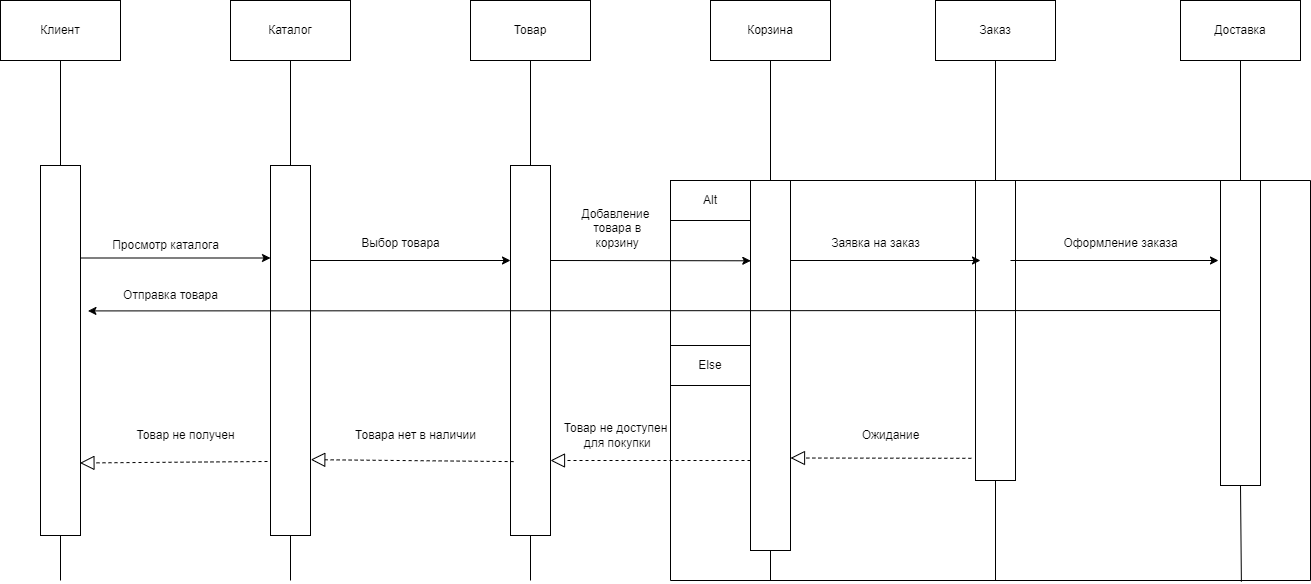 Клиент
Каталог
Товар
Корзина
Заказ
Доставка
Alt
Добавление
товара в
корзину
Просмотр каталога
Выбор товара
Заявка на заказ
Оформление заказа
Отправка товара
Else
Товар не получен
Товара нет в наличии
Товар не доступен
для покупки
Ожидание